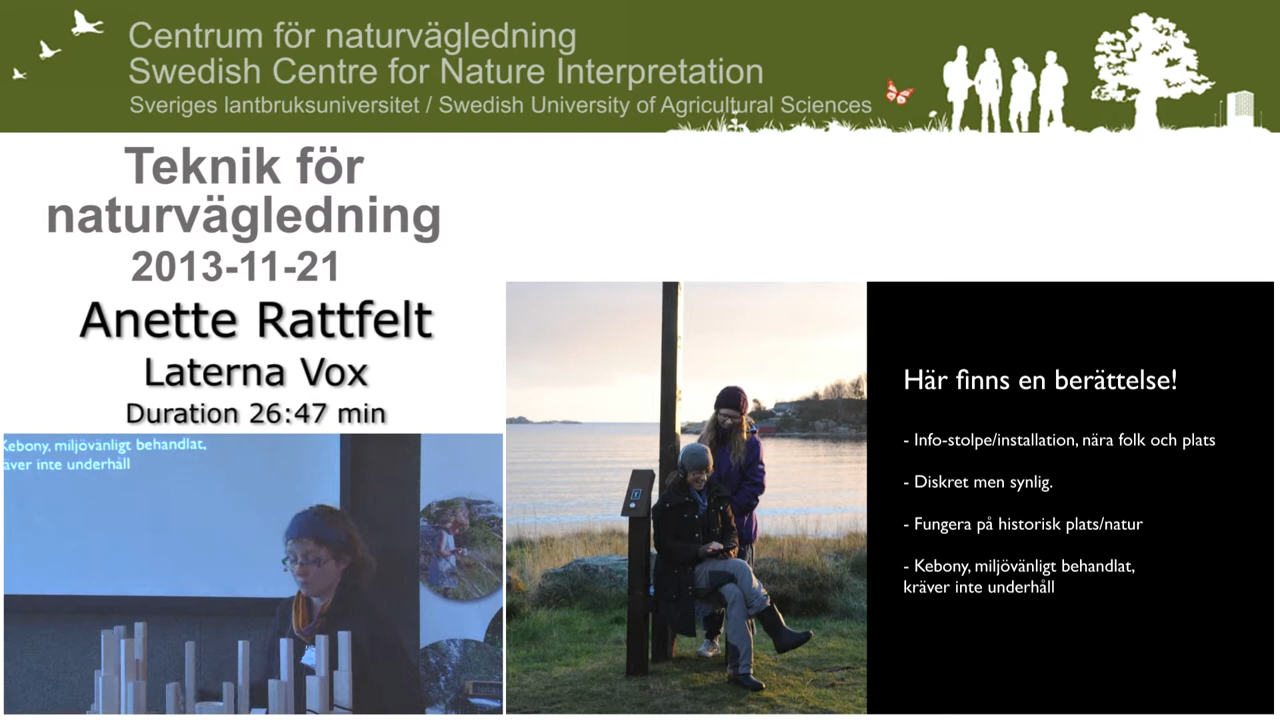 Centrum för naturvägledning
Swedish Centre for Nature Interpretation
Sveriges lantbruksuniversitet / Swedish University of Agricultural Sciences
Teknik för
naturvägledning
2013-11-21
Anette Rattfelt
Laterna Vox
Duration 26:47 min
Kebony, miljövänligt behandlat,
räver inte underhåll
Här finns en berättelse!
- Info-stolpe/installation, nära folk och plats
- Diskret men synlig.
- Fungera på historisk plats/natur
- Kebony, miljövänligt behandlat,
kräver inte underhåll